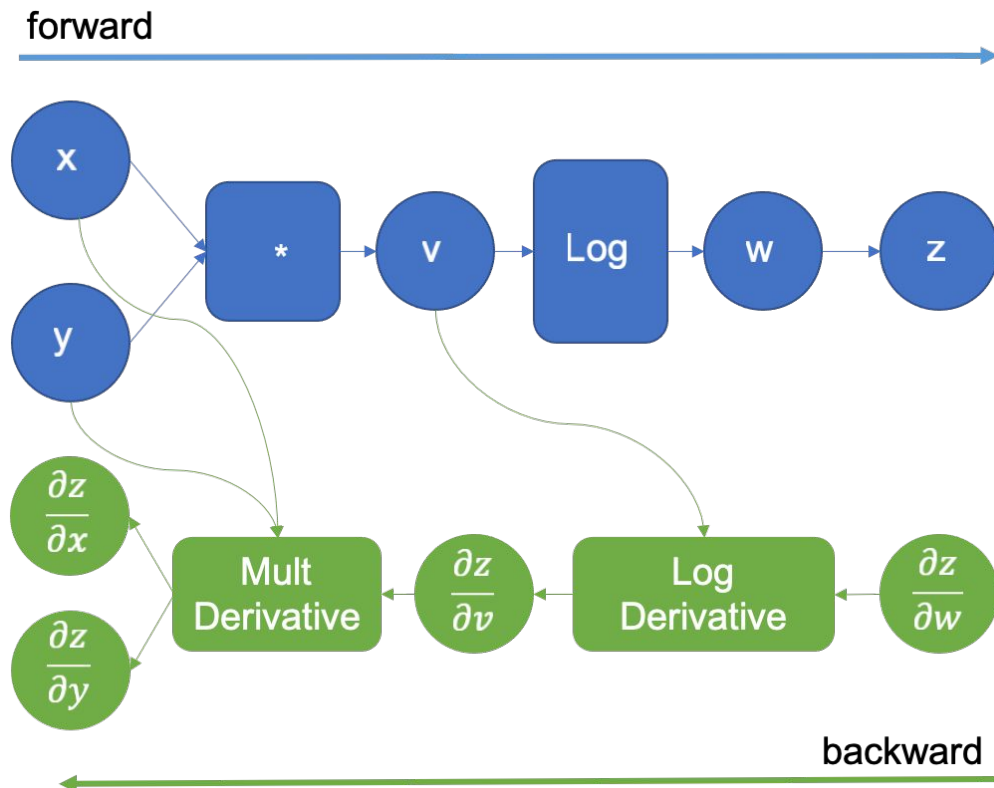 forward
x
*
v
Log
w
z
y
∂z
∂x
Mult
Derivative
∂z
∂v
Log
Derivative
∂z
∂w
∂z
∂y
backward